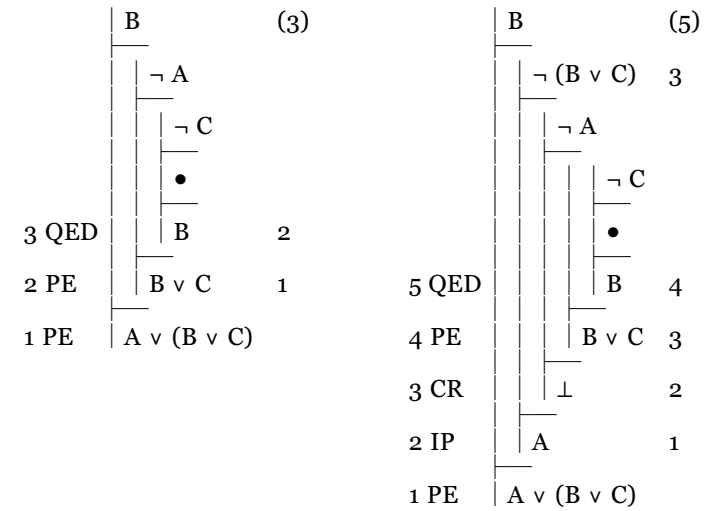 B (3)
¬ A
¬ C
●
3 QED B 2
2 PE B ∨ C 1
1 PE A ∨ (B ∨ C)
B (5)
¬ (B ∨ C) 3
¬ A
¬ C
●
5 QED B 4
4 PE B ∨ C 3
3 CR ⊥ 2
2 IP A 1
1 PE A ∨ (B ∨ C)